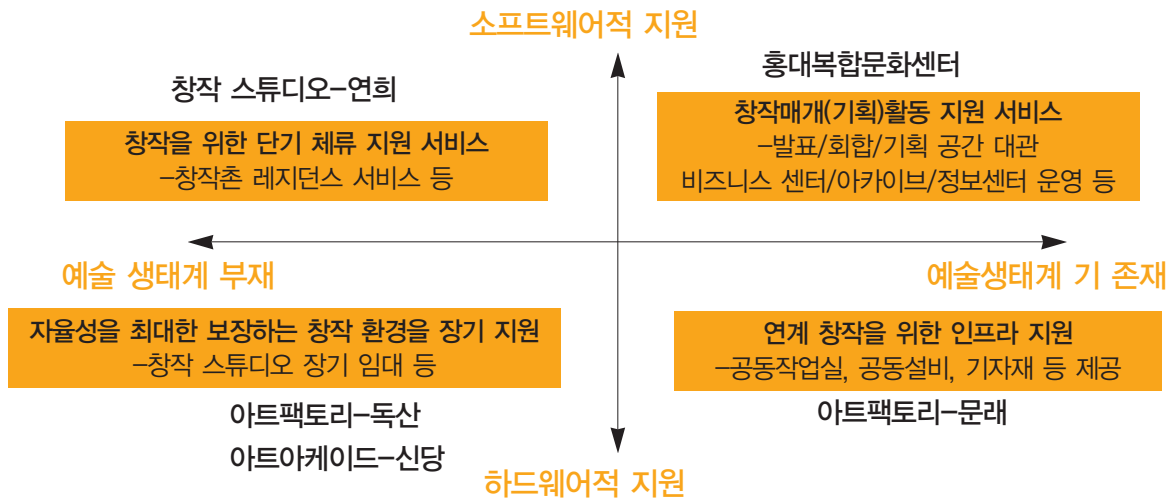 소프트웨어적 지원
창작 스튜디오-연희
창작을 위한 단기 체류 지원 서비스
-창작촌 레지던스 서비스 등
홍대복합문화센터
창작매개(기획)활동 지원 서비스
-발표/회합/기획 공간 대관
비즈니스 센터/아카이브/정보센터 운영 등
예술 생태계 부재
예술생태계 기 존재
자율성을 최대한 보장하는 창작 환경을 장기 지원
-창작 스튜디오 장기 임대 등
아트팩토리-독산
아트아케이드-신당
연계 창작을 위한 인프라 지원
-공동작업실, 공동설비, 기자재 등 제공
아트팩토리-문래
하드웨어적 지원